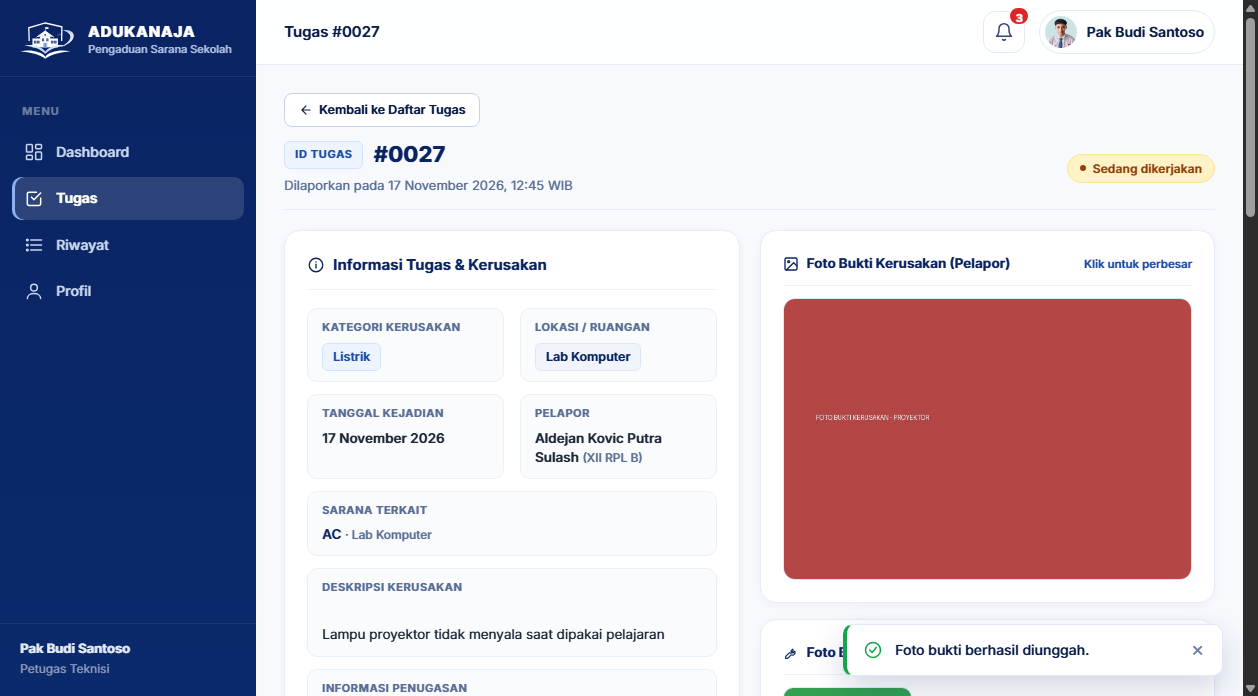 ADUKANAJA
Pengaduan Sarana Sekolah
MENU
Dashboard
Tugas
Riwayat
Profil
Pak Budi Santoso
Petugas Teknisi
Tugas #0027
3
Pak Budi Santoso
Kembali ke Daftar Tugas
ID TUGAS #0027
Dilaporkan pada 17 November 2026, 12:45 WIB
Sedang dikerjakan
Informasi Tugas & Kerusakan
KATEGORI KERUSAKAN
Listrik
LOKASI / RUANGAN
Lab Komputer
TANGGAL KEJADIAN
17 November 2026
PELAPOR
Aldejan Kovic Putra
Sulash (XII RPL B)
SARANA TERKAIT
AC · Lab Komputer
DESKRIPSI KERUSAKAN
Lampu proyektor tidak menyala saat dipakai pelajaran
INFORMASI PENUGASAN
Foto Bukti Kerusakan (Pelapor)
Klik untuk perbesar
FOTO BUKTI KERUSAKAN - PROYEKTOR
Foto
Foto bukti berhasil diunggah.